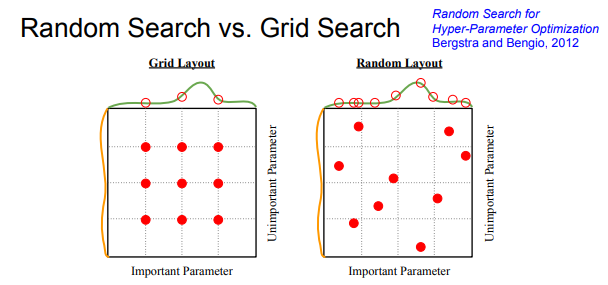 Random Search vs. Grid Search
Random Search for
Hyper-Parameter Optimization
Bergstra and Bengio, 2012
Grid Layout
Unimportant Parameter
Important Parameter
Random Layout
Unimportant Parameter
Important Parameter